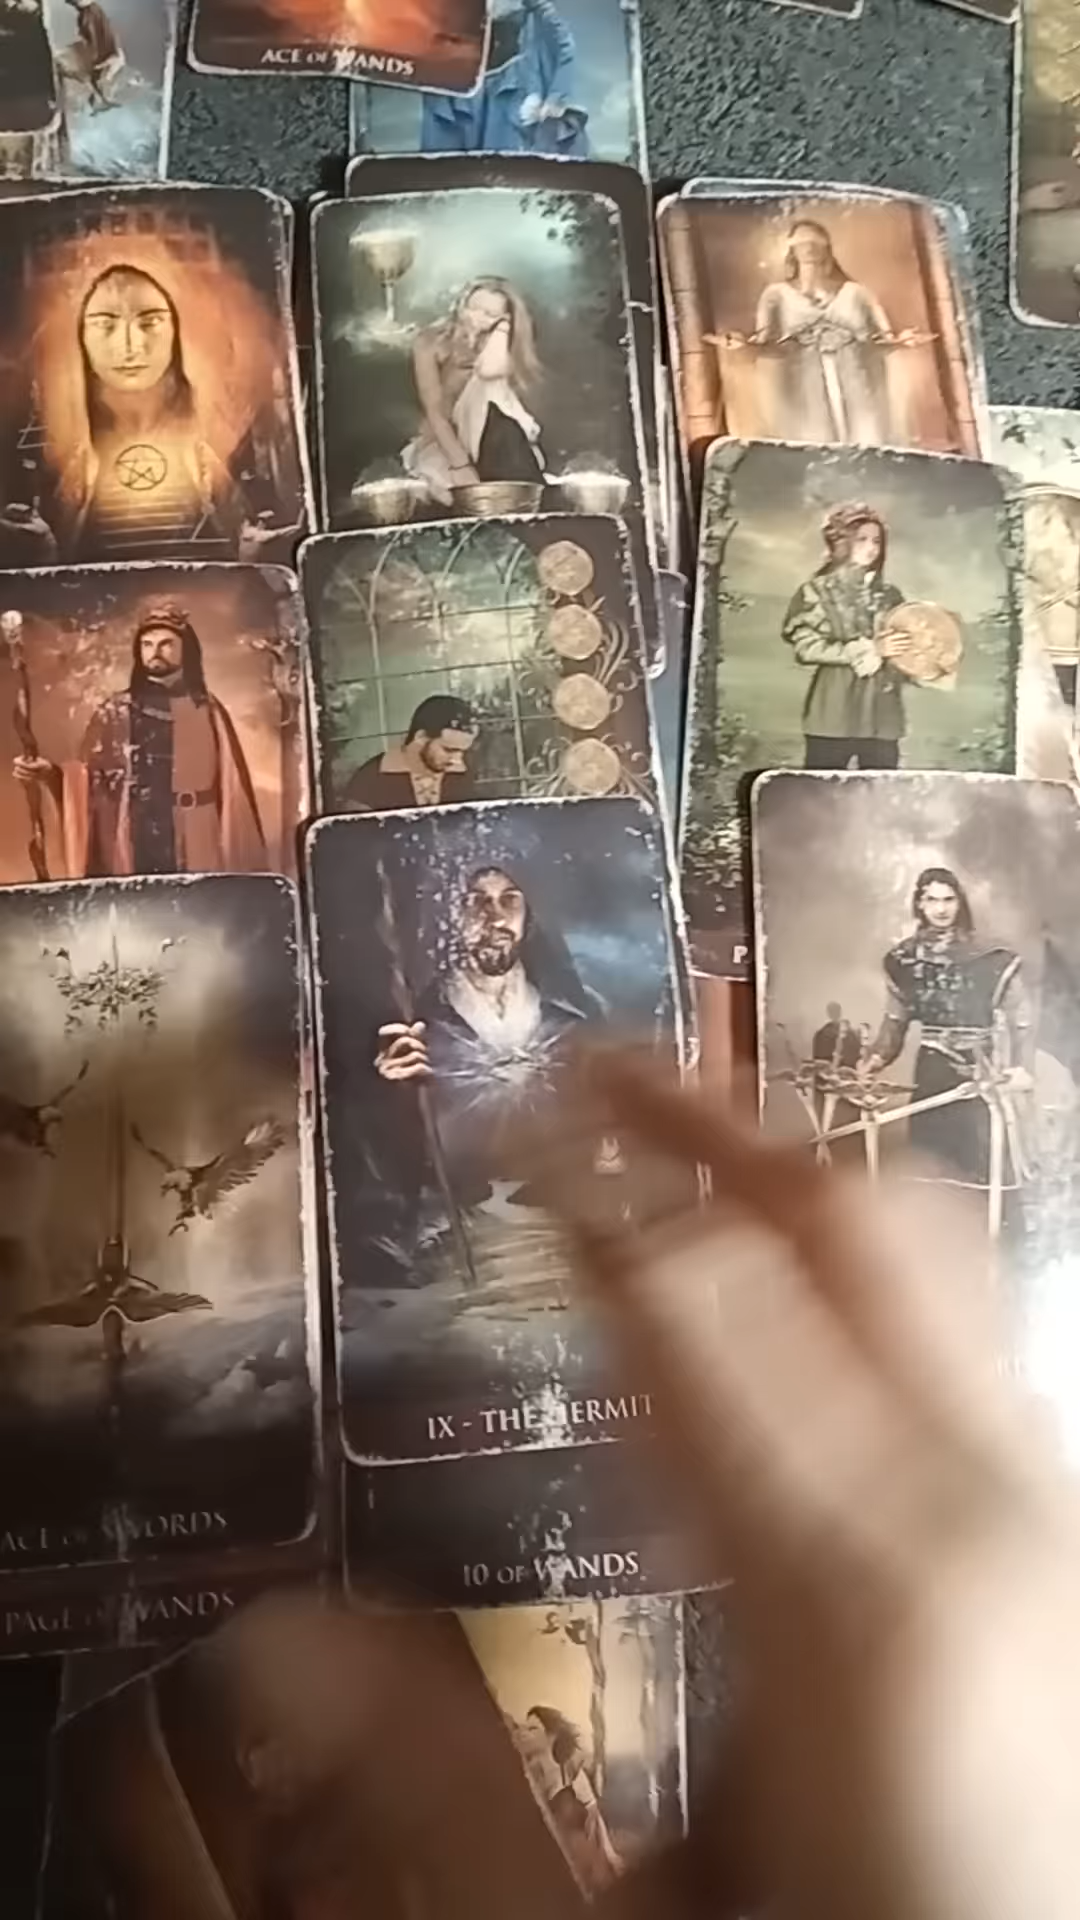 ACE OF WANDS
P
IX - THE HERMIT
ACE OF SWORDS
10 OF WANDS
PAGE OF WANDS